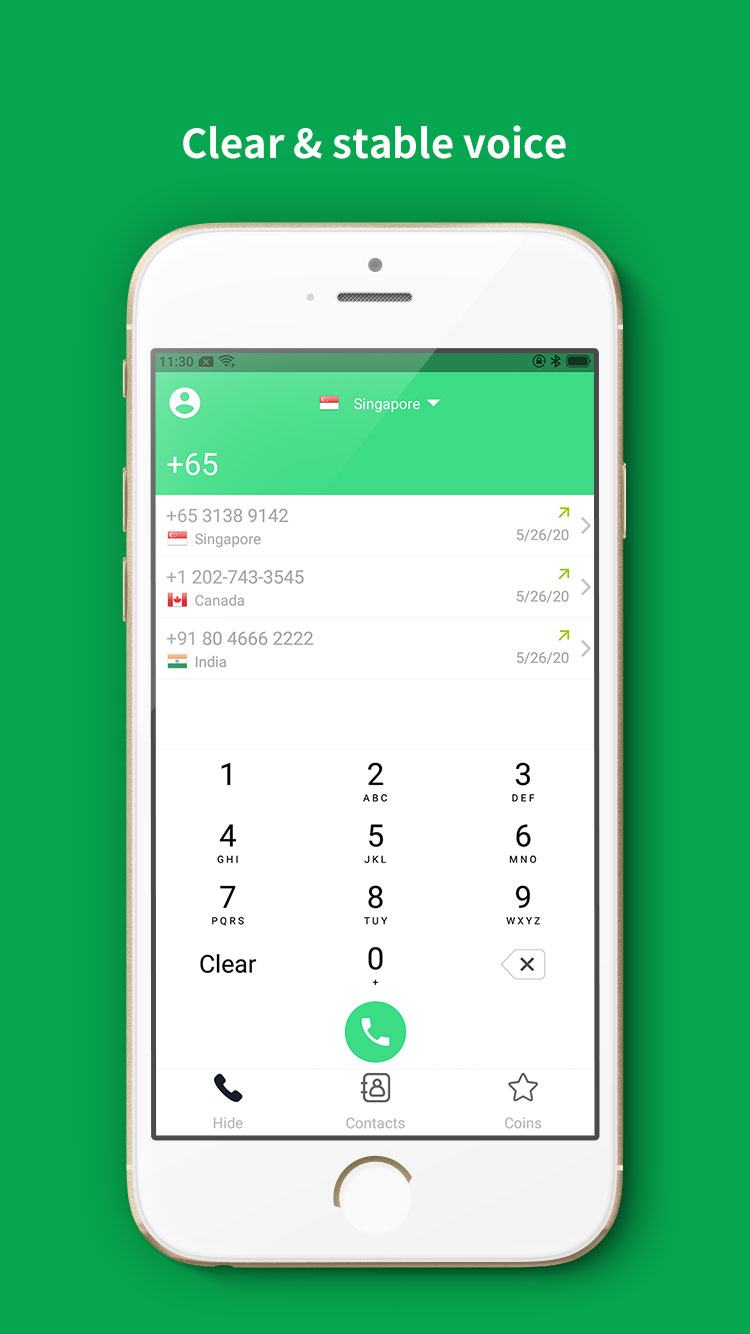 Clear & stable voice
11:30
Singapore
+65
+65 3138 9142
Singapore
5/26/20
+1 202-743-3545
Canada
5/26/20
+91 80 4666 2222
India
5/26/20
1 2 3
ABC DEF
4 5 6
GHI JKL MNO
7 8 9
PQRS TUY WXYZ
Clear 0
+
Hide Contacts Coins